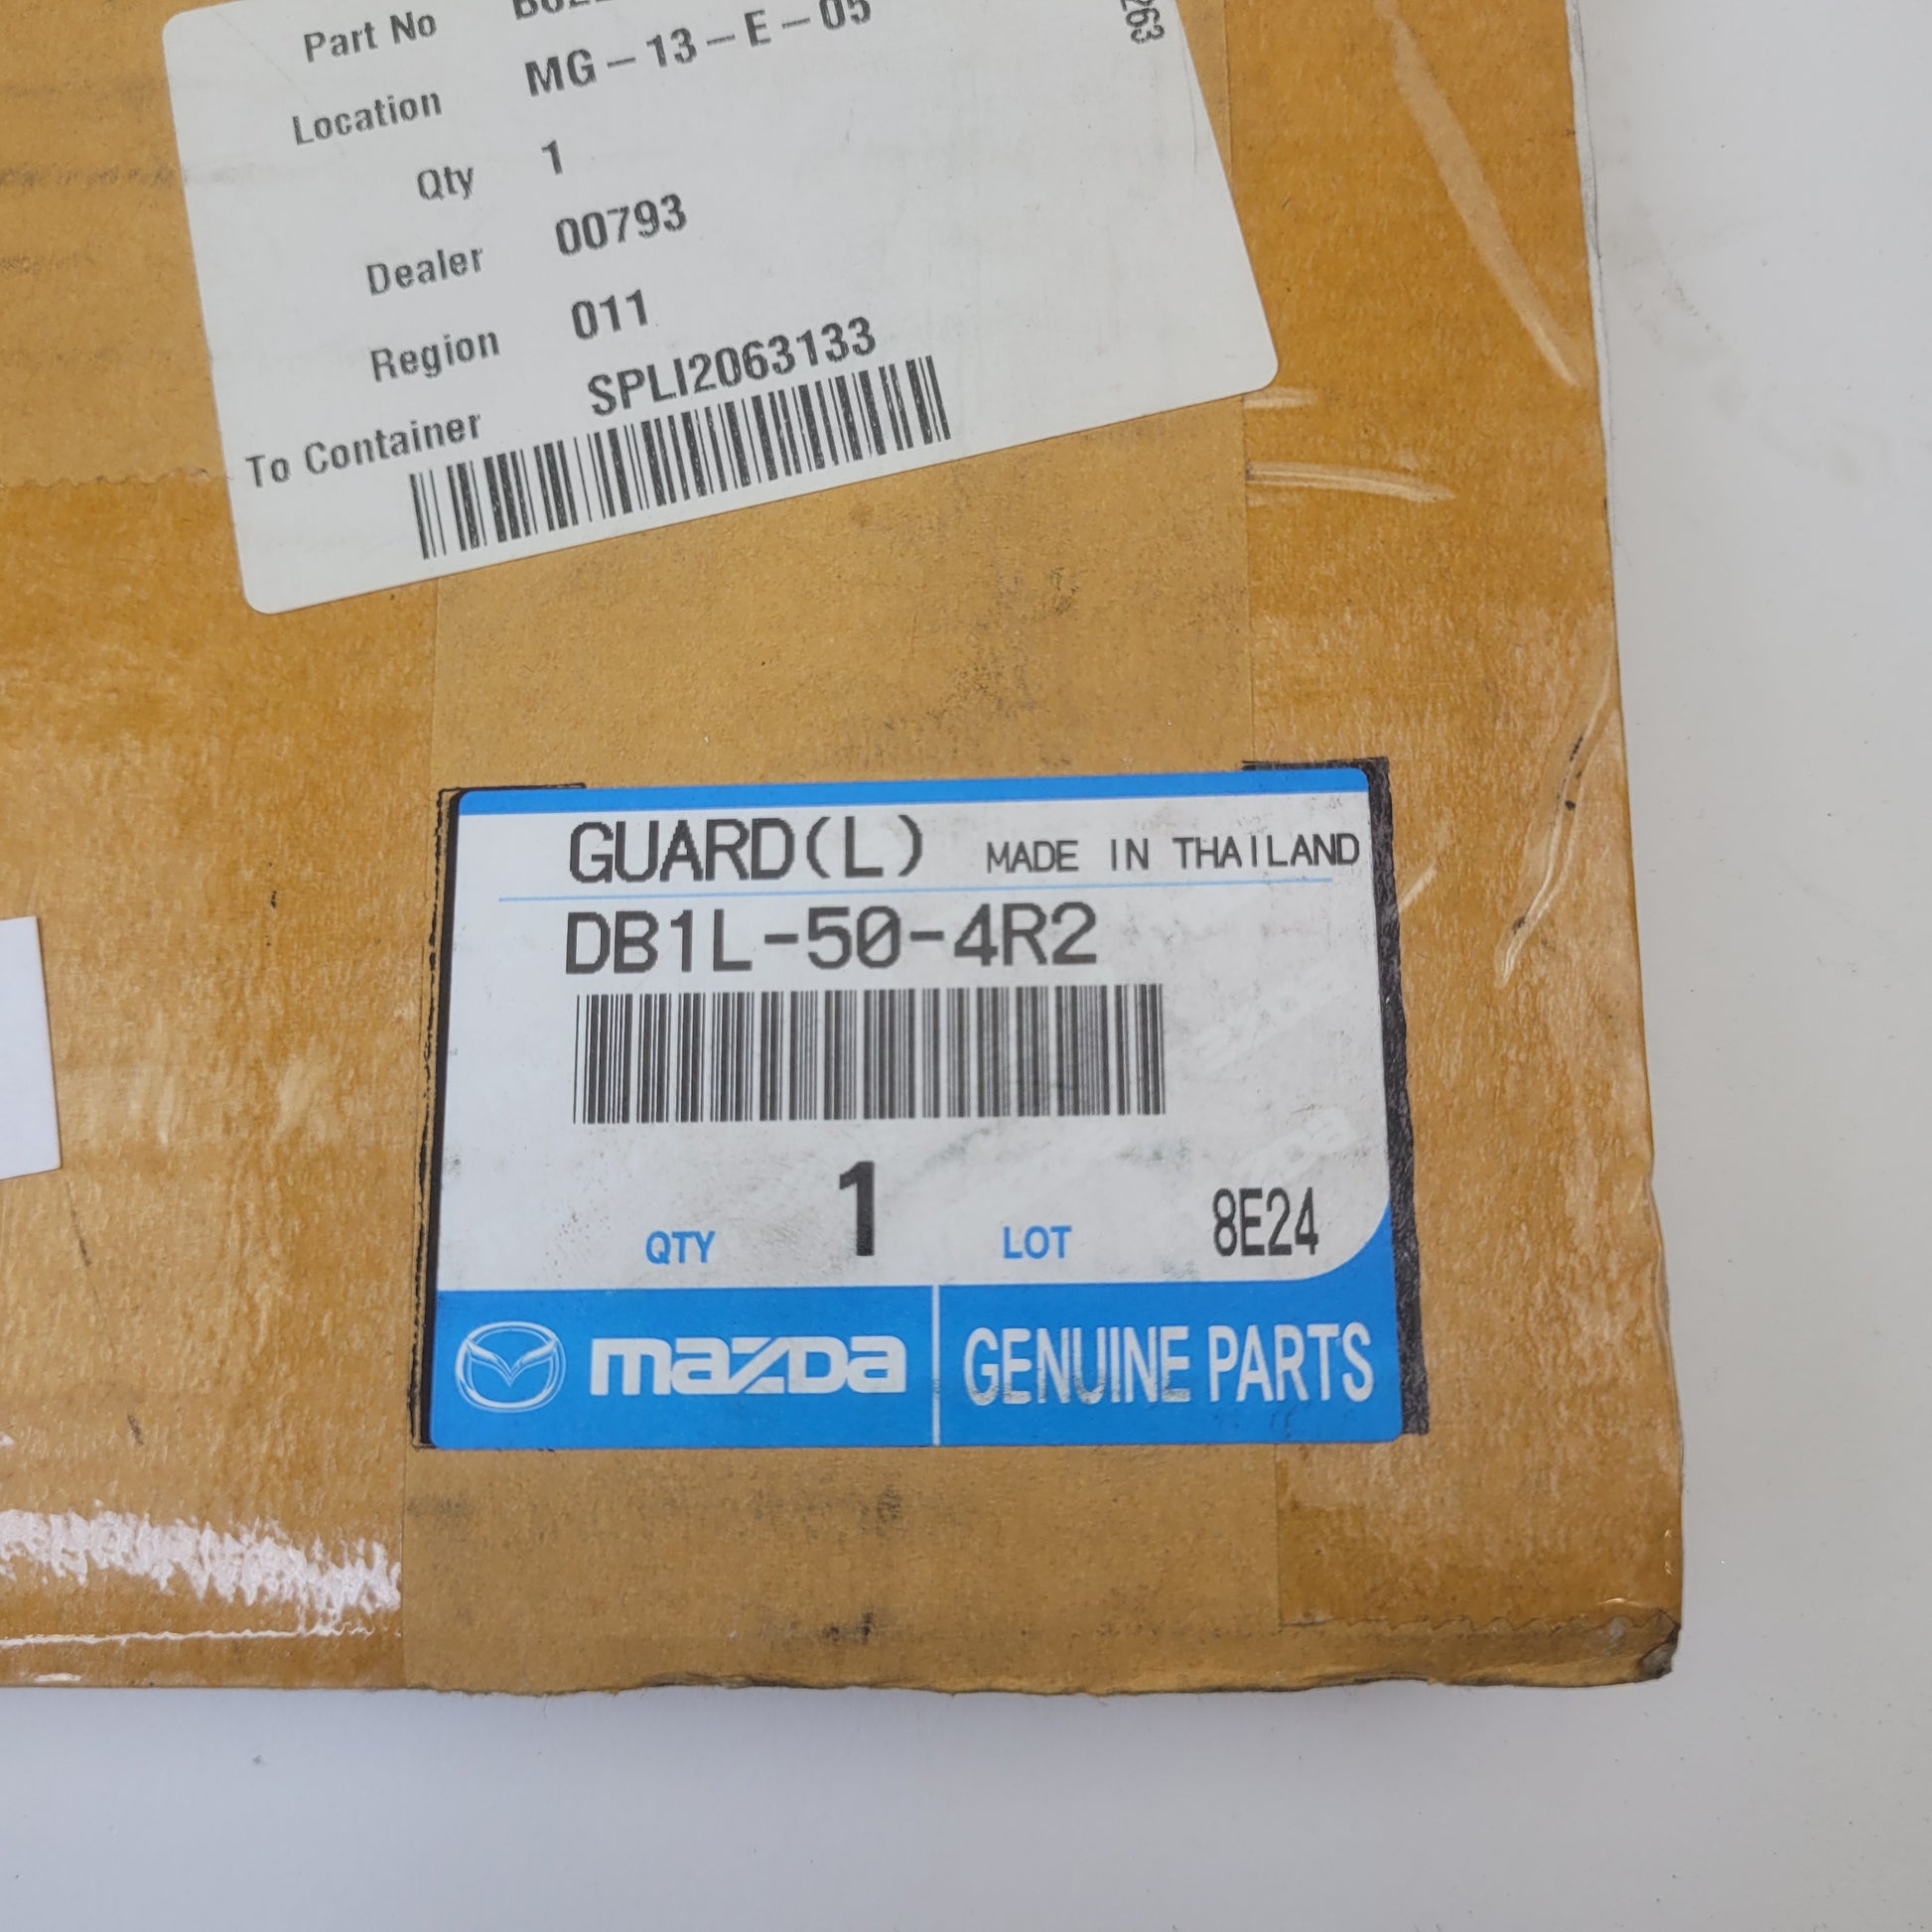 Part No
Location MG-13-E-05
Qty 1
Dealer 00793
Region 011
To Container SPLI2063133
263
GUARD(L) MADE IN THAILAND
DB1L-50-4R2
QTY 1 LOT 8E24
mazda GENUINE PARTS